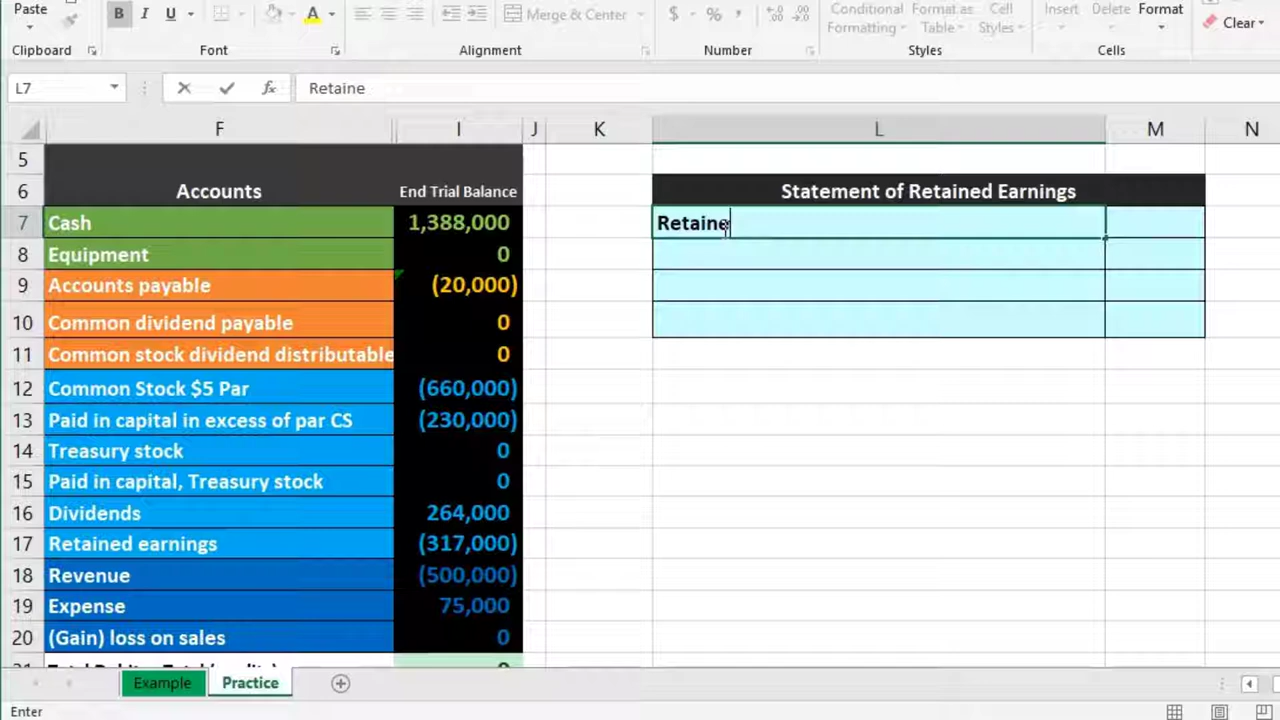 Paste
B I U A
Merge & Center
$ % 
Conditional Formatting
Format as Table
Cell Styles
Insert Delete Format
Clear
Clipboard
Font
Alignment
Number
Styles
Cells
L7
fx
Retaine
F I J K L M N
5
6 Accounts End Trial Balance Statement of Retained Earnings
7 Cash 1,388,000 Retaine
8 Equipment 0
9 Accounts payable (20,000)
10 Common dividend payable 0
11 Common stock dividend distributable 0
12 Common Stock $5 Par (660,000)
13 Paid in capital in excess of par CS (230,000)
14 Treasury stock 0
15 Paid in capital, Treasury stock 0
16 Dividends 264,000
17 Retained earnings (317,000)
18 Revenue (500,000)
19 Expense 75,000
20 (Gain) loss on sales 0
Example Practice
Enter